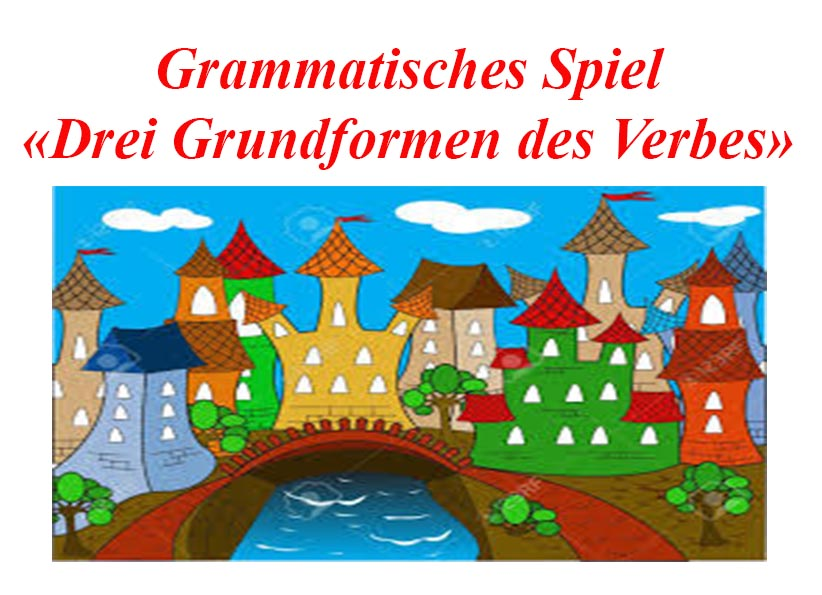 Grammatisches Spiel
«Drei Grundformen des Verbes»